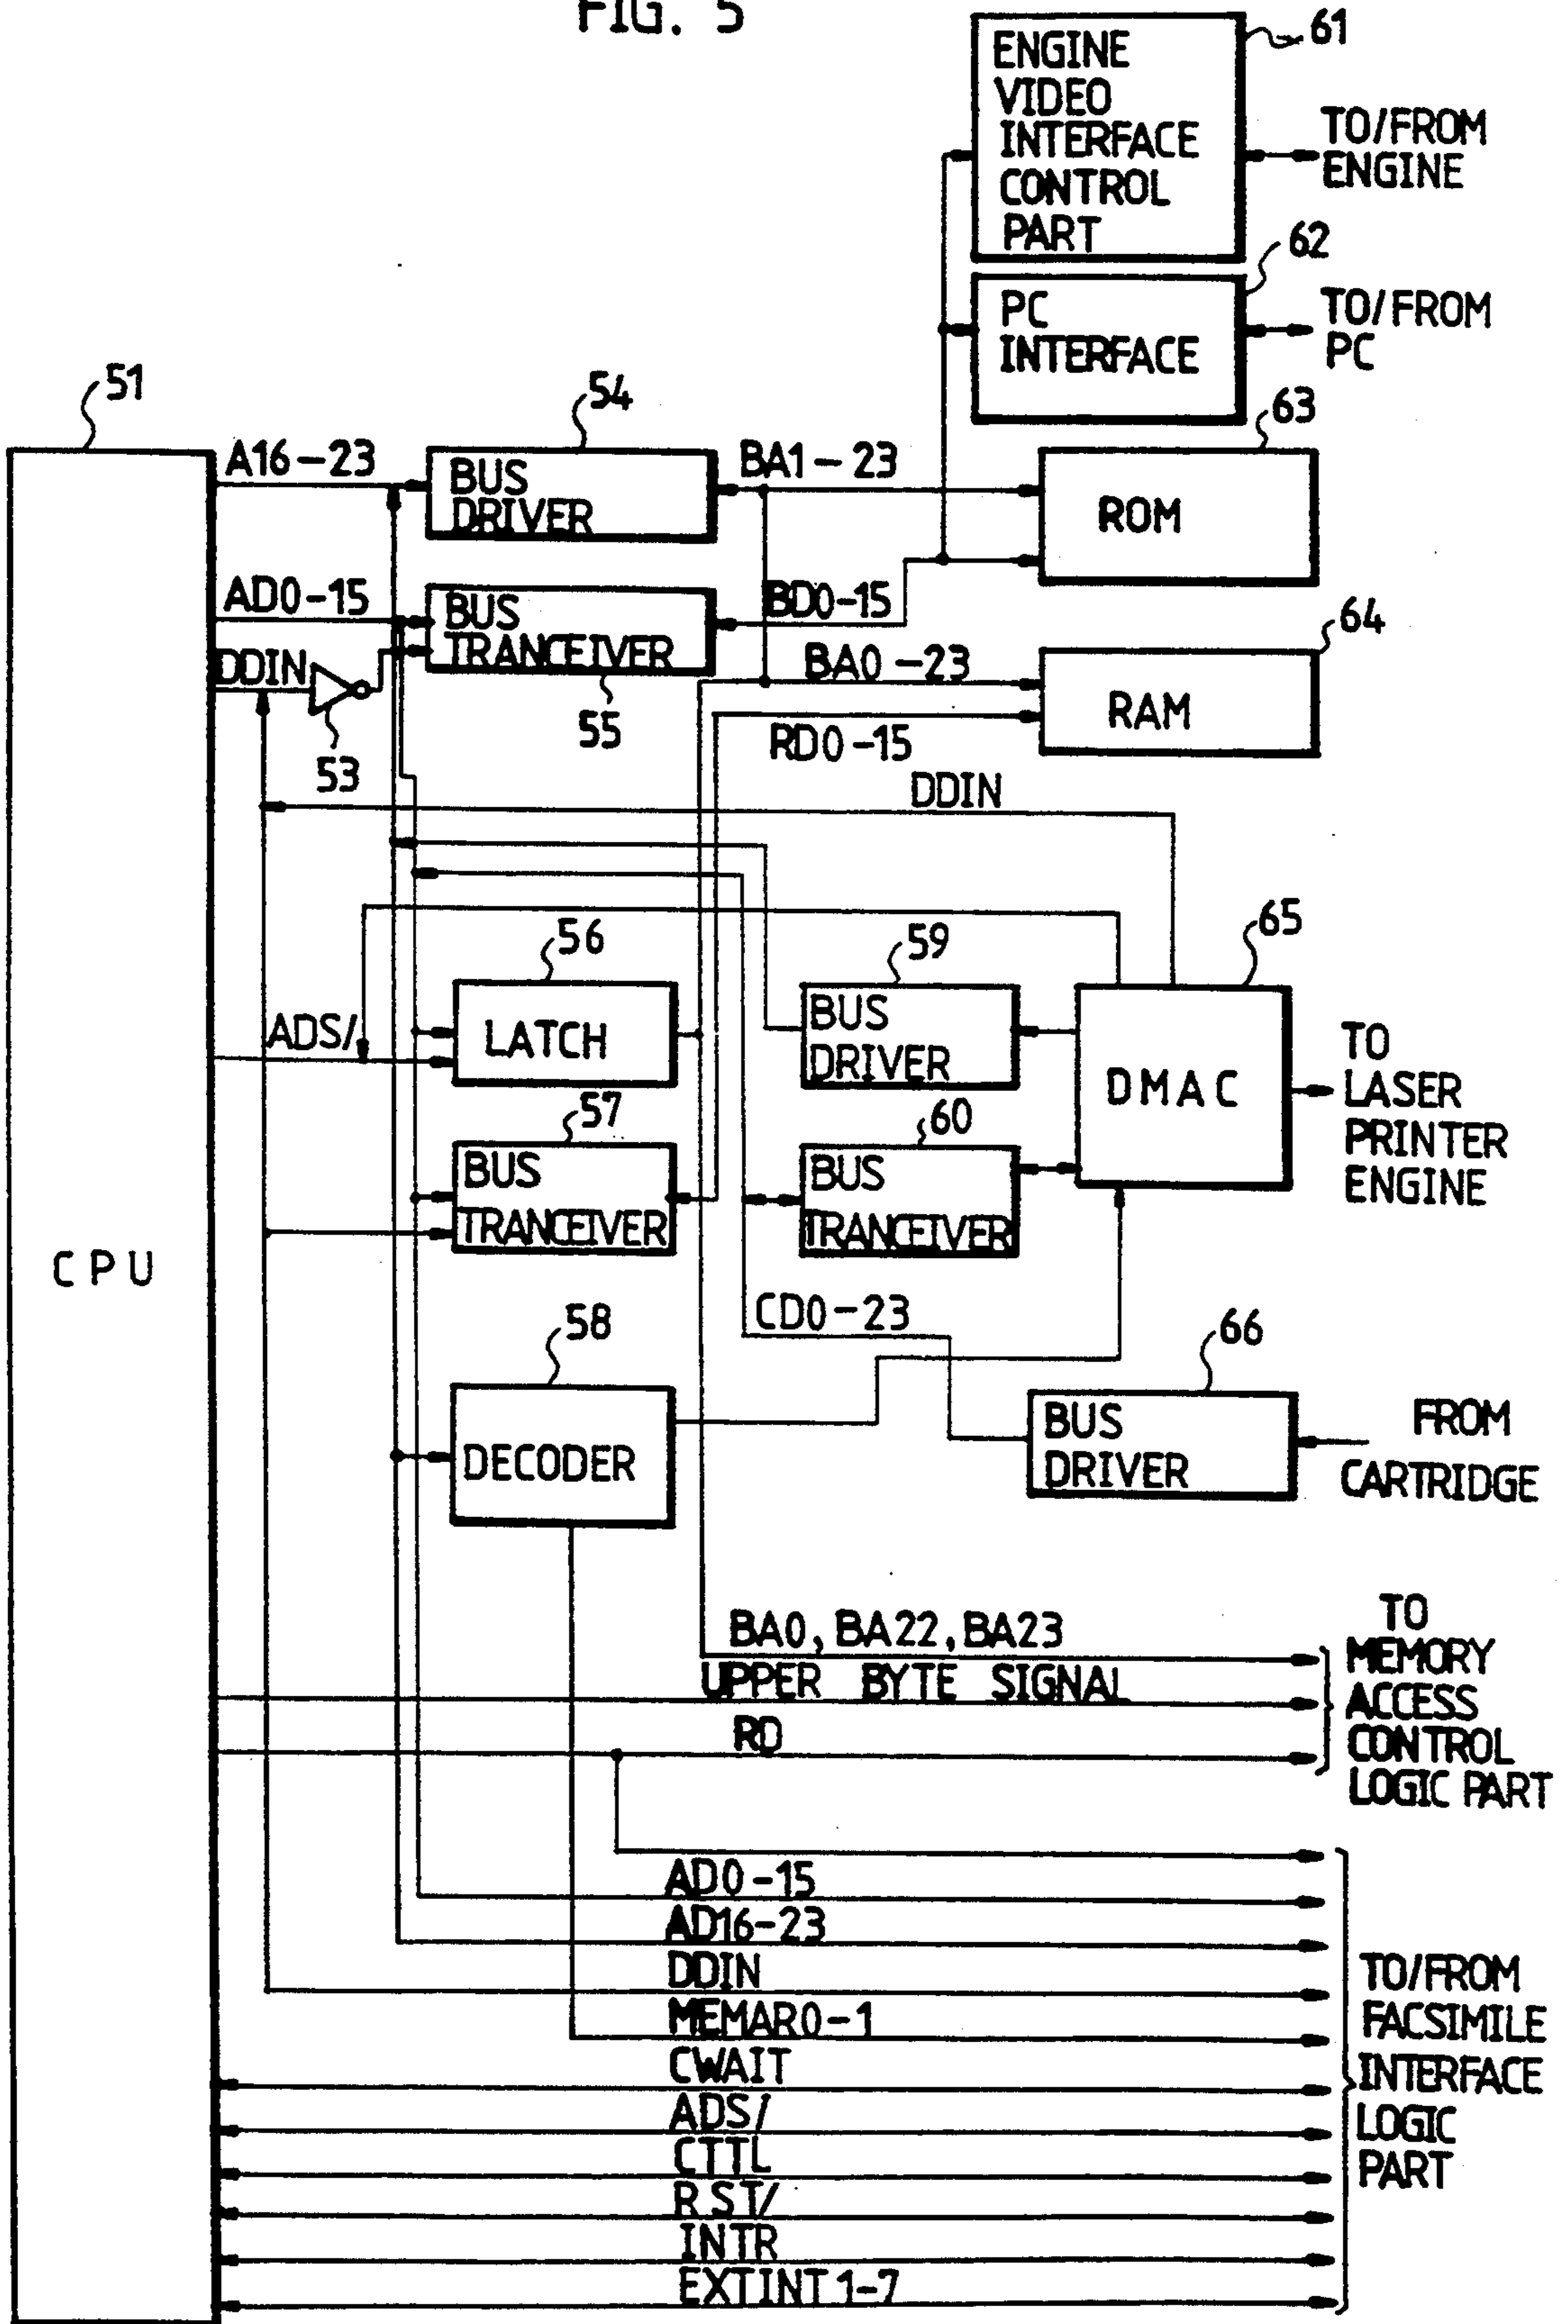 FIG. 5
61
ENGINE
VIDEO
INTERFACE
CONTROL
PART
TO/FROM
ENGINE
62
PC
INTERFACE
TO/FROM
PC
51
CPU
A16-23
54
BUS
DRIVER
BA1-23
63
ROM
AD0-15
BUS
TRANCEIVER
55
BD0-15
DDIN
53
BA0-23
64
RAM
RD0-15
DDIN
56
LATCH
ADS/
59
BUS
DRIVER
65
DMAC
TO
LASER
PRINTER
ENGINE
57
BUS
TRANCEIVER
60
BUS
TRANCEIVER
CD0-23
58
DECODER
66
BUS
DRIVER
FROM
CARTRIDGE
BA0, BA22, BA23
UPPER BYTE SIGNAL
RD
TO
MEMORY
ACCESS
CONTROL
LOGIC PART
AD0-15
AD16-23
DDIN
MEMAR0-1
CWAIT
ADS/
CTTL
RST/
INTR
EXTINT1-7
TO/FROM
FACSIMILE
INTERFACE
LOGIC
PART